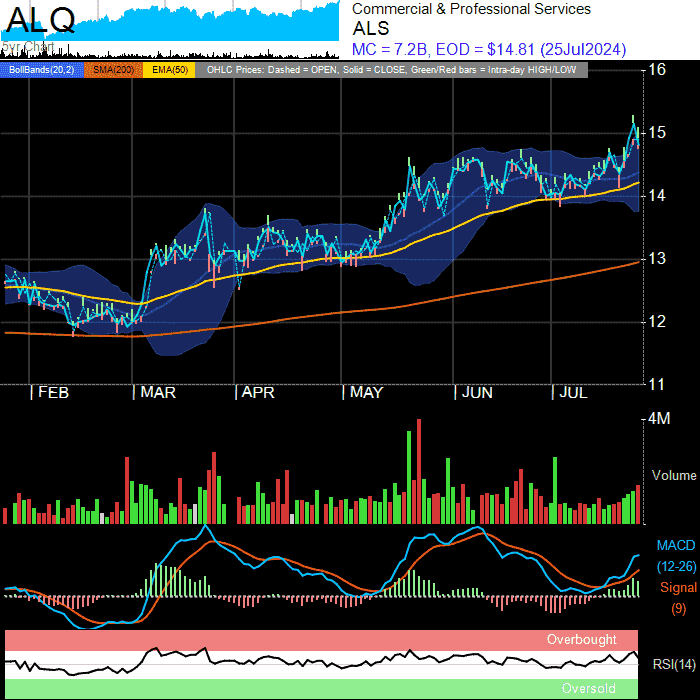 ALQ
5yr Chart
Commercial & Professional Services
ALS
MC = 7.2B, EOD = $14.81 (25Jul2024)
BollBands(20,2) SMA(200) EMA(50) OHLC Prices: Dashed = OPEN, Solid = CLOSE, Green/Red bars = Intra-day HIGH/LOW
16
15
14
13
12
11
| FEB | MAR | APR | MAY | JUN | JUL
4M
Volume
MACD
(12-26)
Signal
(9)
Overbought
RSI(14)
Oversold